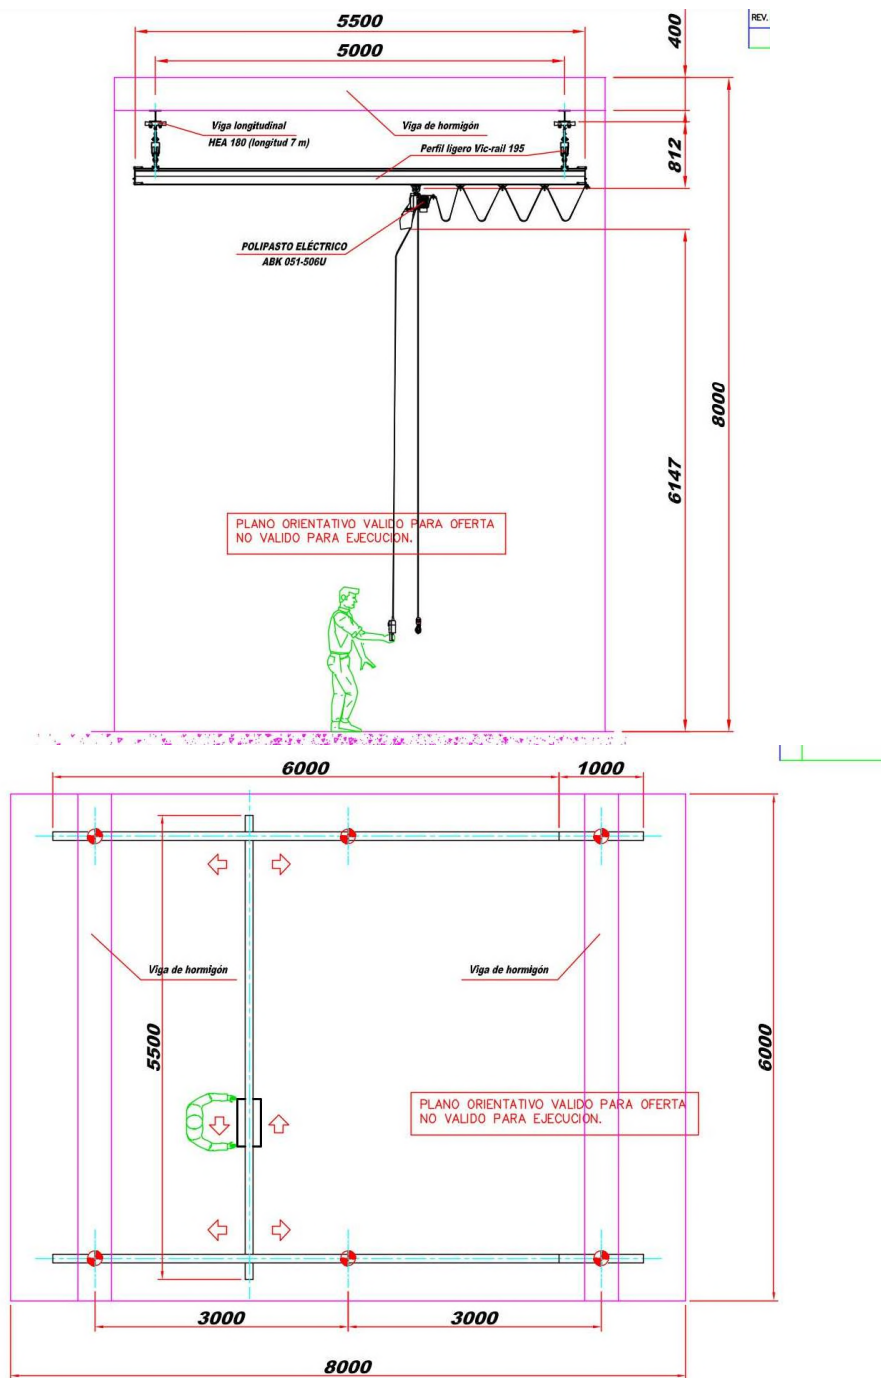 REV.
5500
5000
400
Viga longitudinal
HEA 180 (longitud 7 m)
Viga de hormigón
Perfil ligero Vic-rail 195
812
POLIPASTO ELÉCTRICO
ABK 051-506U
8000
6147
PLANO ORIENTATIVO VALIDO PARA OFERTA
NO VALIDO PARA EJECUCION.
6000
1000
Viga de hormigón
Viga de hormigón
5500
6000
PLANO ORIENTATIVO VALIDO PARA OFERTA
NO VALIDO PARA EJECUCION.
3000
3000
8000